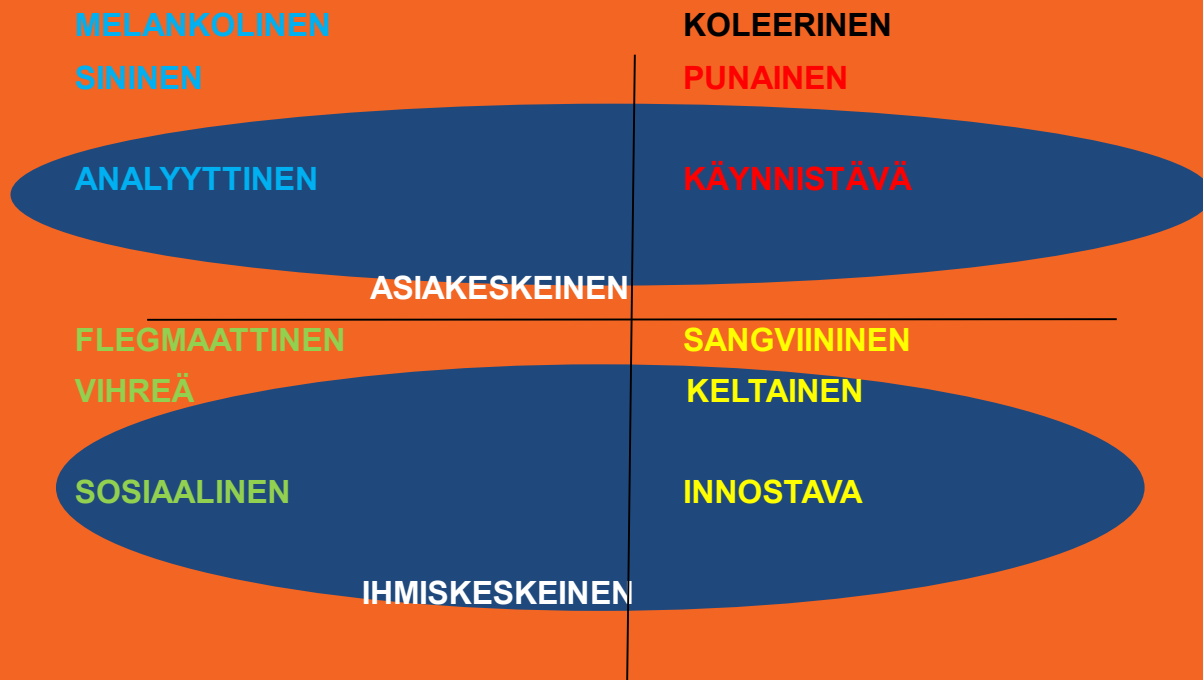 MELANKOLINEN
SININEN
ANALYYTTINEN
KOLEERINEN
PUNAINEN
KÄYNNISTÄVÄ
ASIAKESKEINEN
FLEGMAATTINEN
VIHREÄ
SOSIAALINEN
SANGVIININEN
KELTAINEN
INNOSTAVA
IHMISKESKEINEN